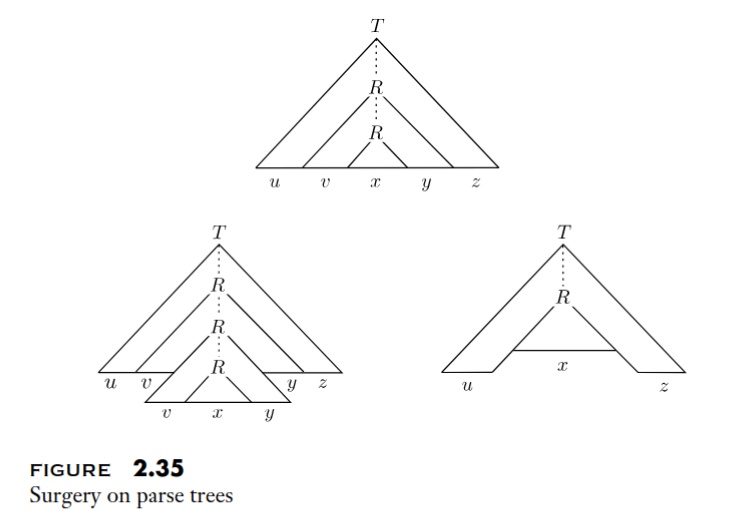 T
R
R
u v x y z
T T
R R
R
R
u v y z x
u z
v x y
FIGURE 2.35
Surgery on parse trees